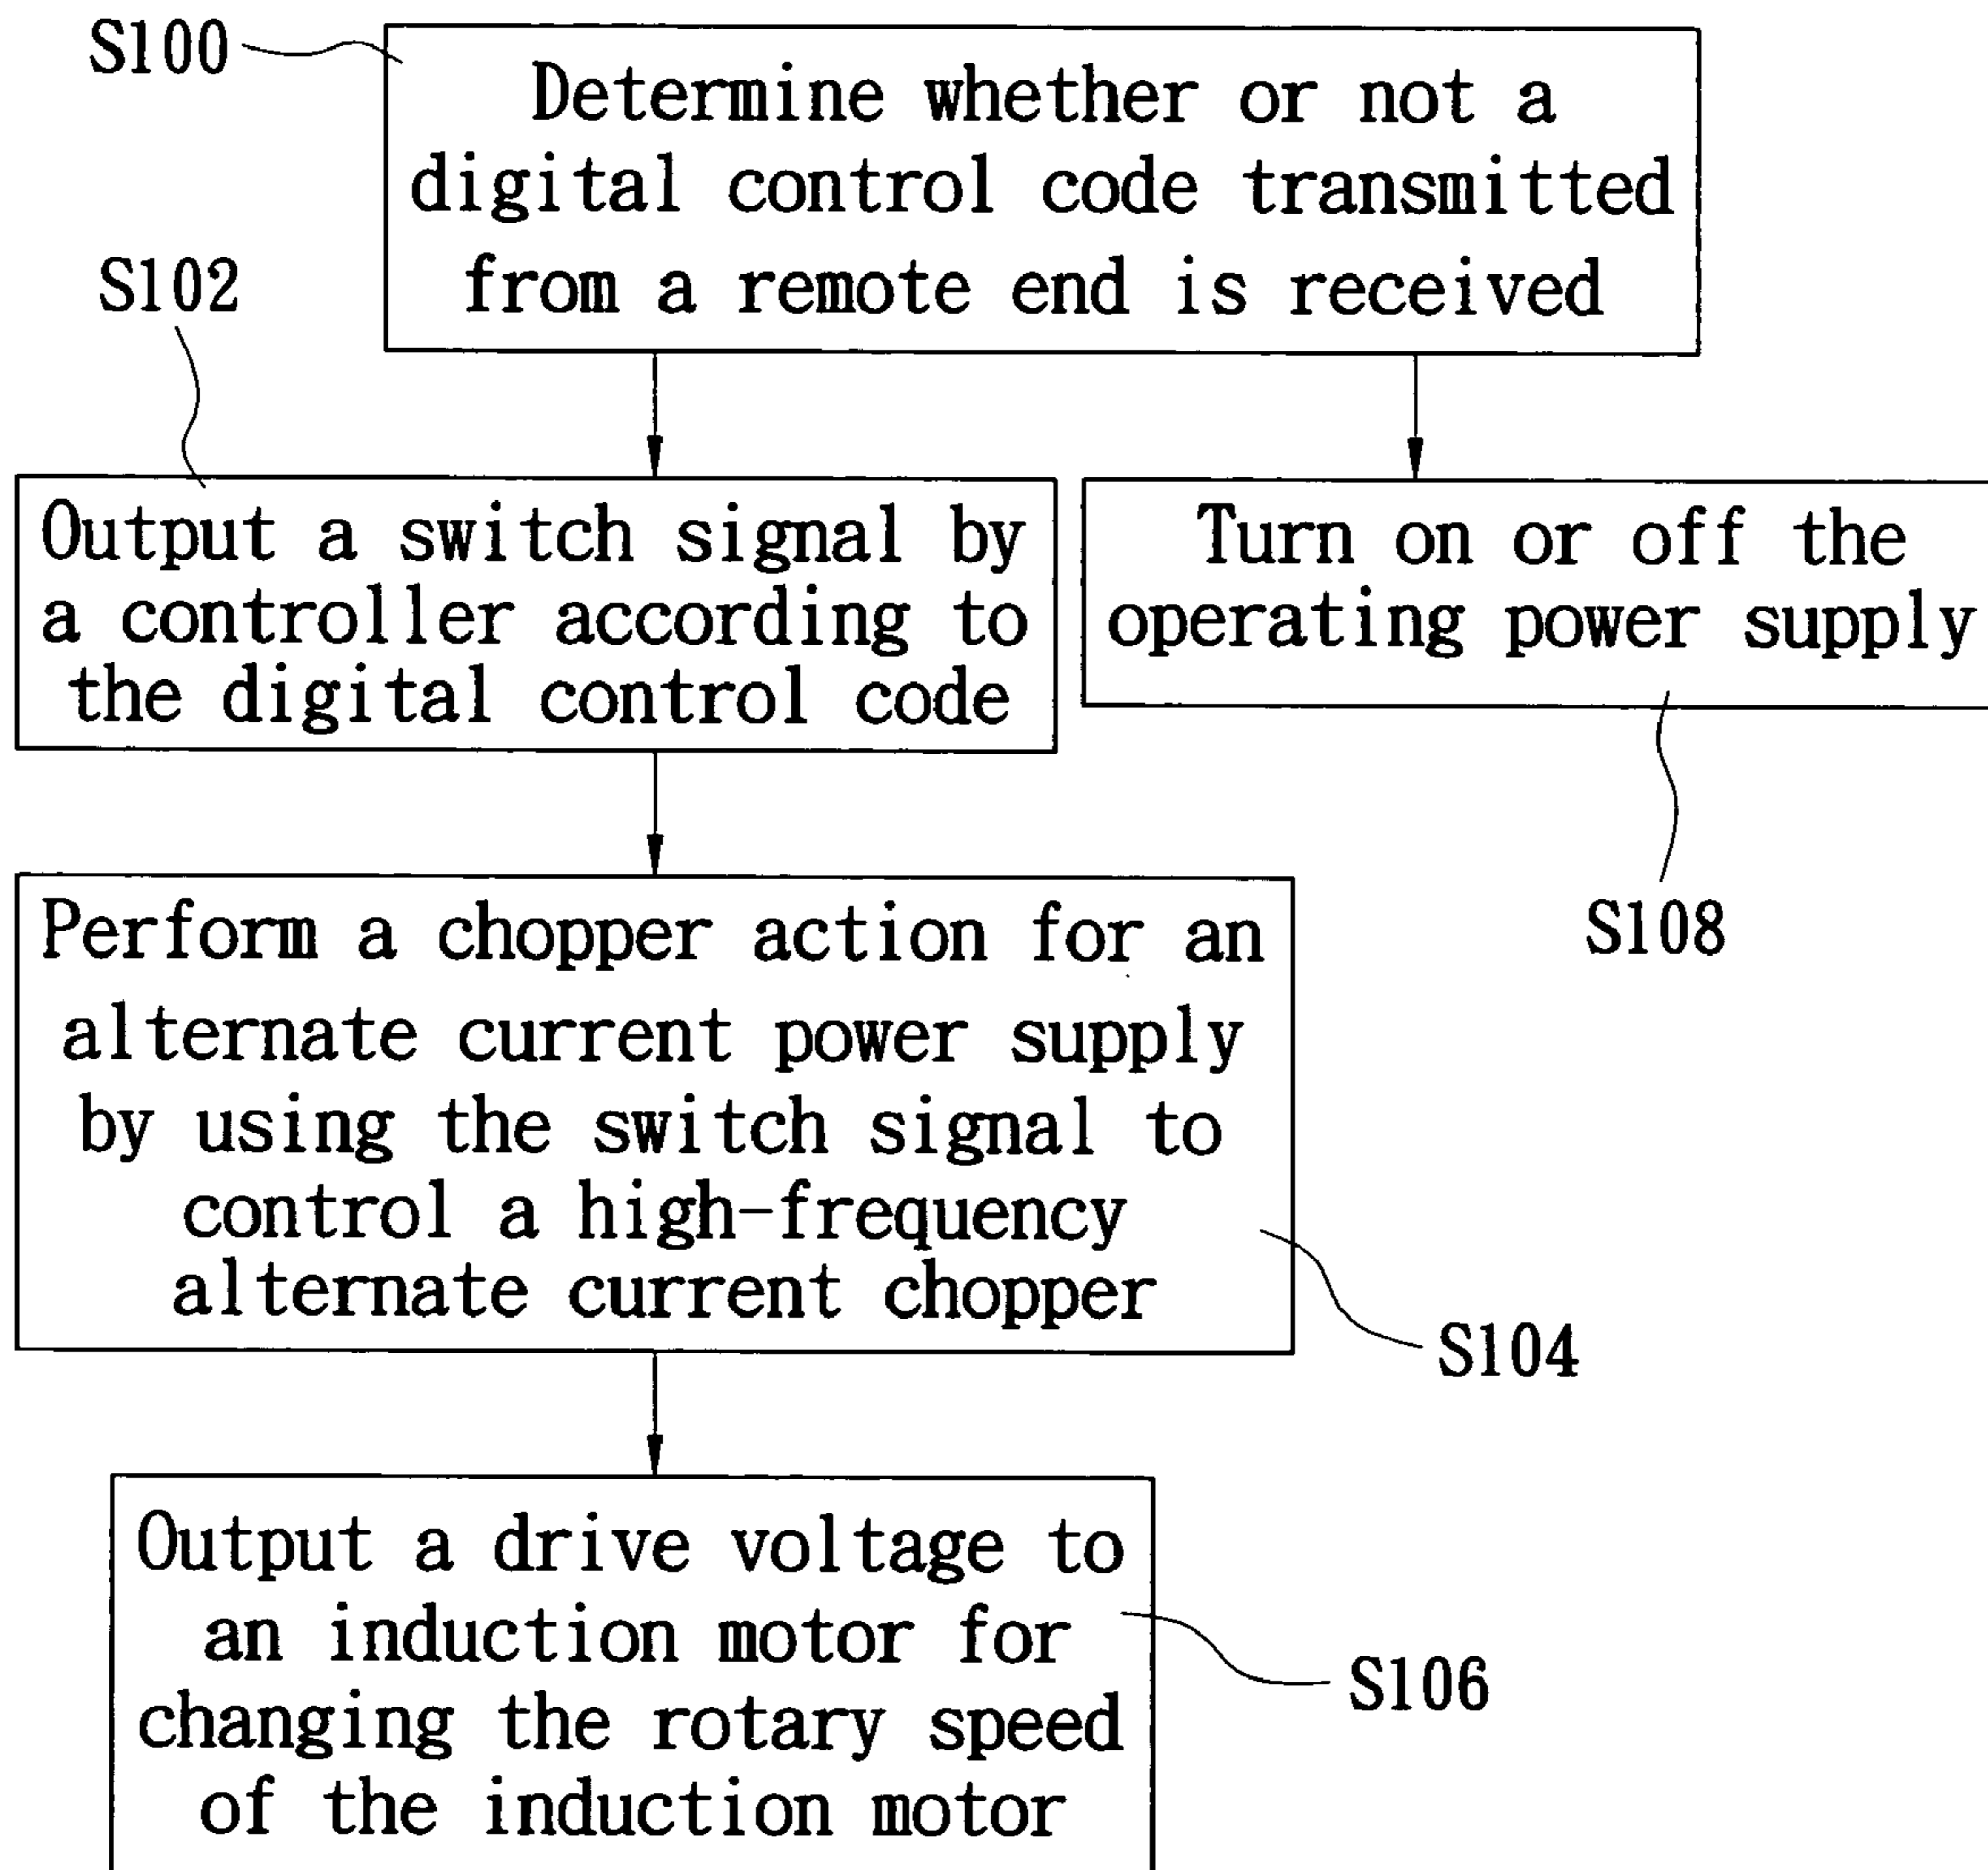 S100
Determine whether or not a
digital control code transmitted
from a remote end is received
S102
Output a switch signal by
a controller according to
the digital control code
Turn on or off the
operating power supply
S108
Perform a chopper action for an
alternate current power supply
by using the switch signal to
control a high-frequency
alternate current chopper
S104
Output a drive voltage to
an induction motor for
changing the rotary speed
of the induction motor
S106